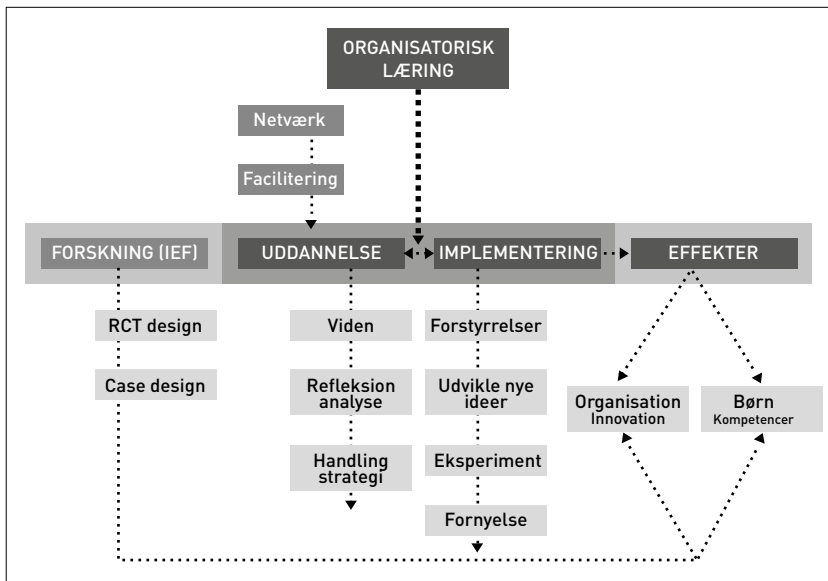 ORGANISATORISK
LÆRING
Netværk
Facilitering
FORSKNING (IEF)
UDDANNELSE
IMPLEMENTERING
EFFEKTER
RCT design
Case design
Viden
Refleksion
analyse
Handling
strategi
Forstyrrelser
Udvikle nye
ideer
Eksperiment
Fornyelse
Organisation
Innovation
Børn
Kompetencer